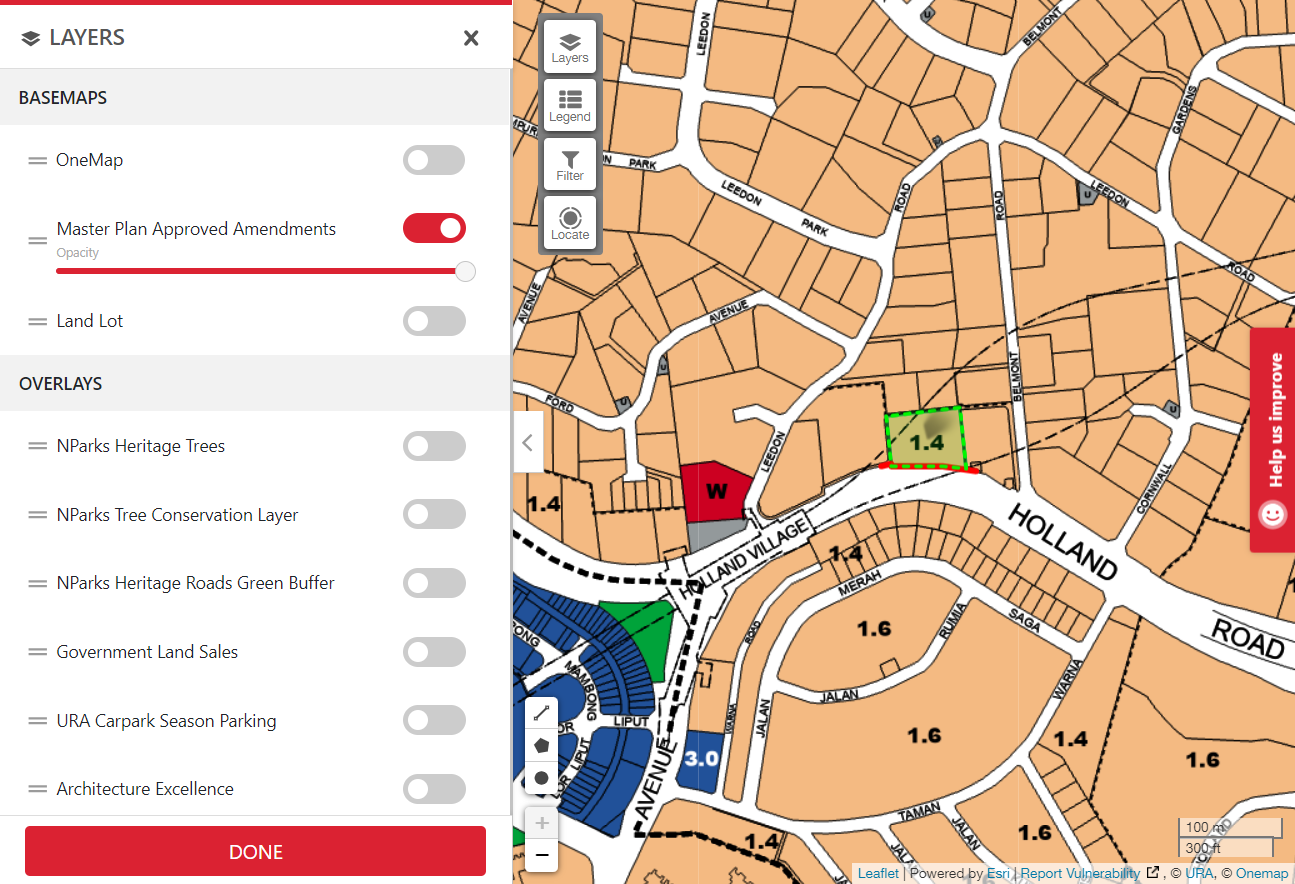 LAYERS
BASEMAPS
OneMap
Master Plan Approved Amendments
Opacity
Land Lot
OVERLAYS
NParks Heritage Trees
NParks Tree Conservation Layer
NParks Heritage Roads Green Buffer
Government Land Sales
URA Carpark Season Parking
Architecture Excellence
DONE
Layers
Legend
Filter
Locate
LEEDON
BELMONT
U
GARDENS
PARK
LEEDON
PARK
ROAD
ROAD
U
LEEDON
ROAD
AVENUE
AVENUE
U
FORD
U
BELMONT
U
LEEDON
1.4
W
1.4
CORNWALL
HOLLAND VILLAGE
HOLLAND
ROAD
1.4
MERAH
1.6
RUMIA
SAGA
ROAD
MAMBONG
LIPUT
LIPUT
JALAN
JALAN
WARNA
WARNA
AVENUE
3.0
1.6
1.4
1.6
TAMAN
JALAN
JALAN
1.6
1.4
Help us improve
+
−
100 m
300 ft
Leaflet | Powered by Esri | Report Vulnerability , © URA, © Onemap